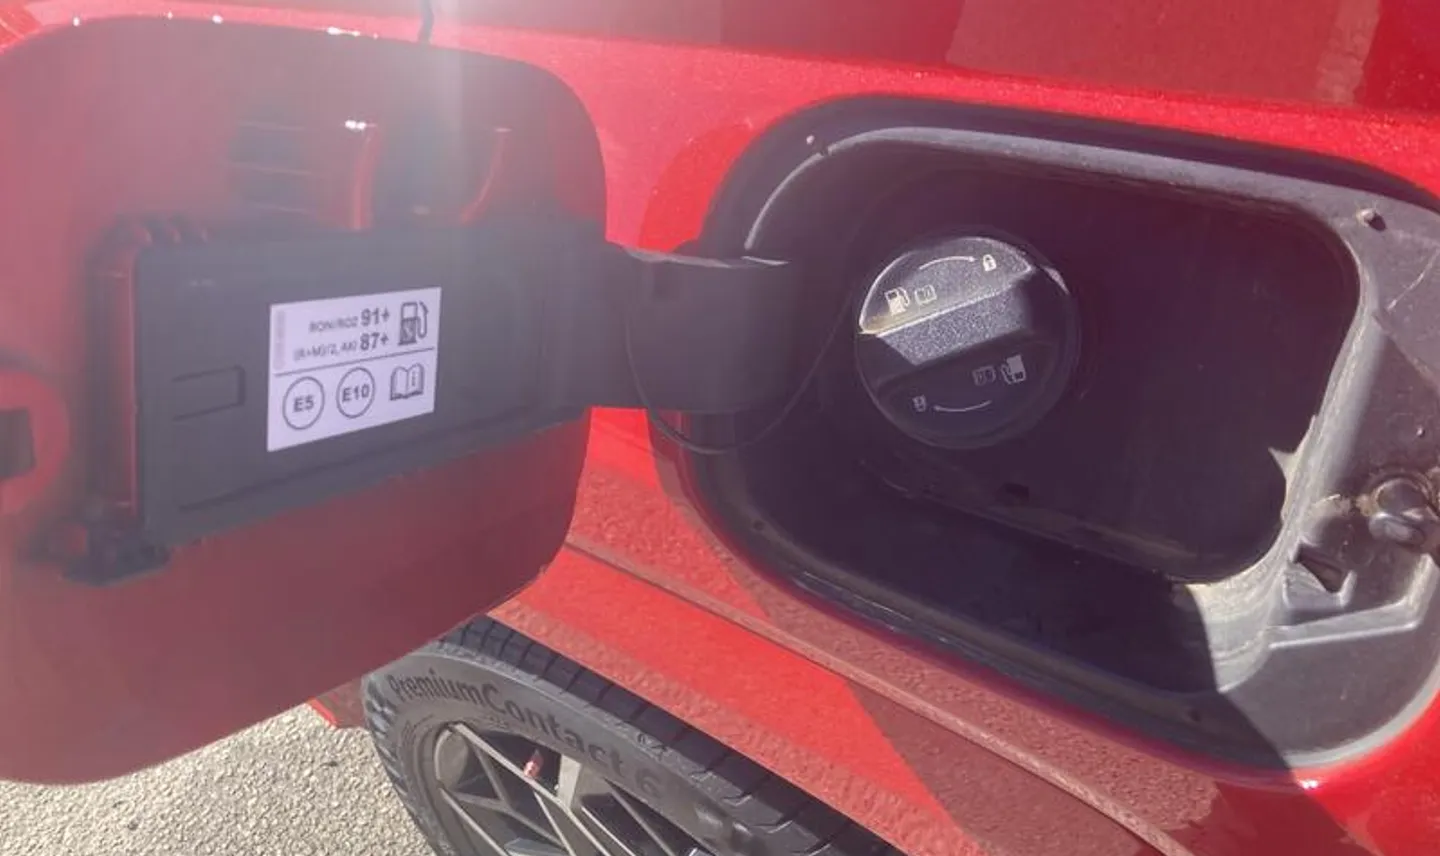 RON/ROZ 91+
(R+M)/2, AKI 87+
E5 E10
PremiumContact 6